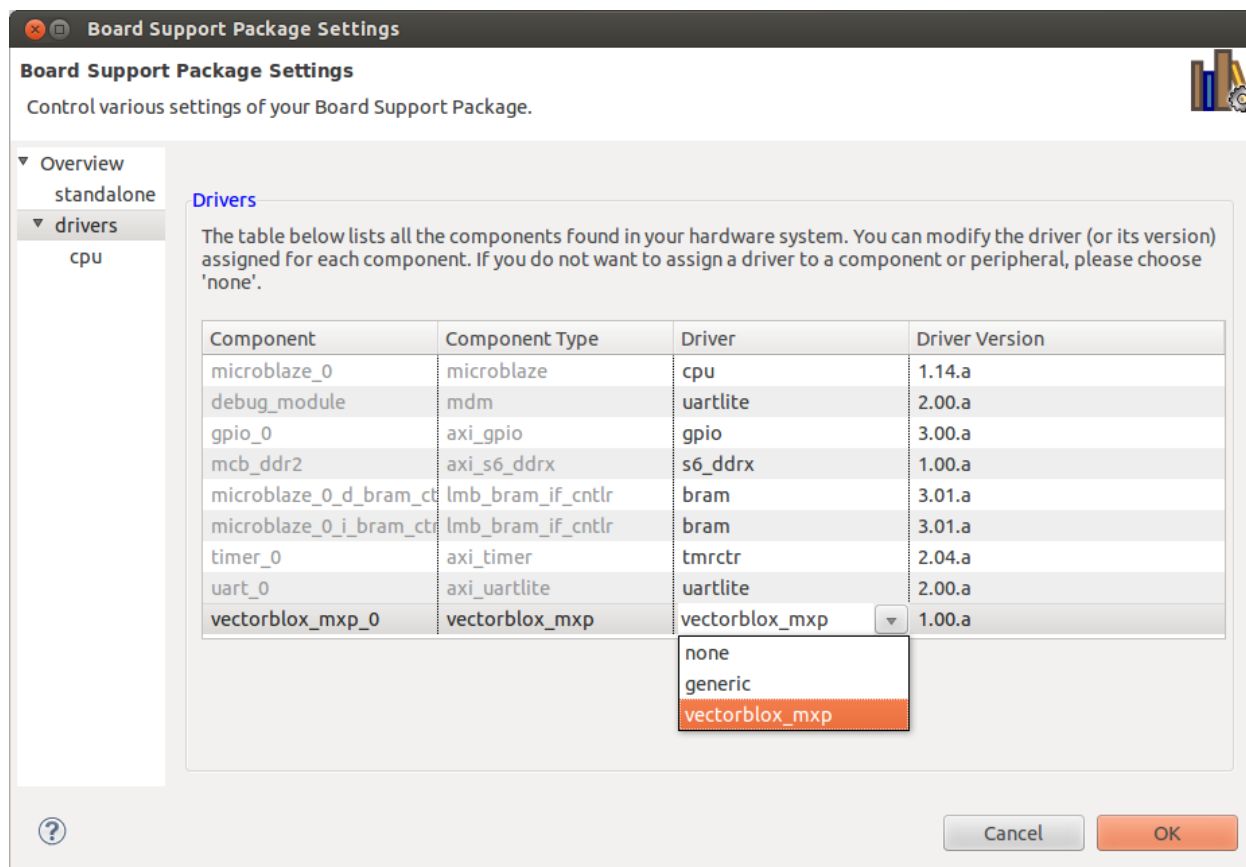 Board Support Package Settings
Board Support Package Settings
Control various settings of your Board Support Package.
Overview
standalone
drivers
cpu
Drivers
The table below lists all the components found in your hardware system. You can modify the driver (or its version)
assigned for each component. If you do not want to assign a driver to a component or peripheral, please choose
'none'.
Component Component Type Driver Driver Version
microblaze_0 microblaze cpu 1.14.a
debug_module mdm uartlite 2.00.a
gpio_0 axi_gpio gpio 3.00.a
mcb_ddr2 axi_s6_ddrx s6_ddrx 1.00.a
microblaze_0_d_bram_ct lmb_bram_if_cntlr bram 3.01.a
microblaze_0_i_bram_ctr lmb_bram_if_cntlr bram 3.01.a
timer_0 axi_timer tmrctr 2.04.a
uart_0 axi_uartlite uartlite 2.00.a
vectorblox_mxp_0 vectorblox_mxp vectorblox_mxp 1.00.a
none
generic
vectorblox_mxp
? Cancel OK